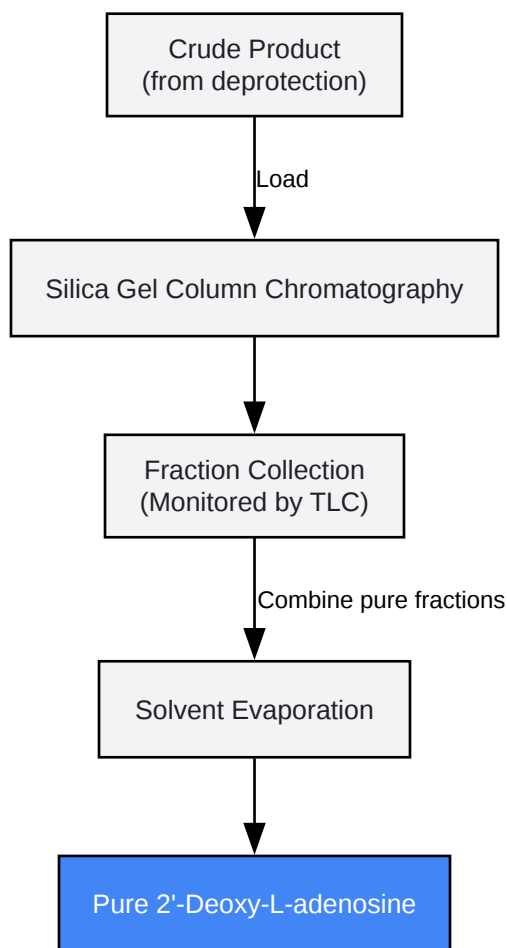 Crude Product
(from deprotection)
Load
Silica Gel Column Chromatography
Fraction Collection
(Monitored by TLC)
Combine pure fractions
Solvent Evaporation
Pure 2'-Deoxy-L-adenosine